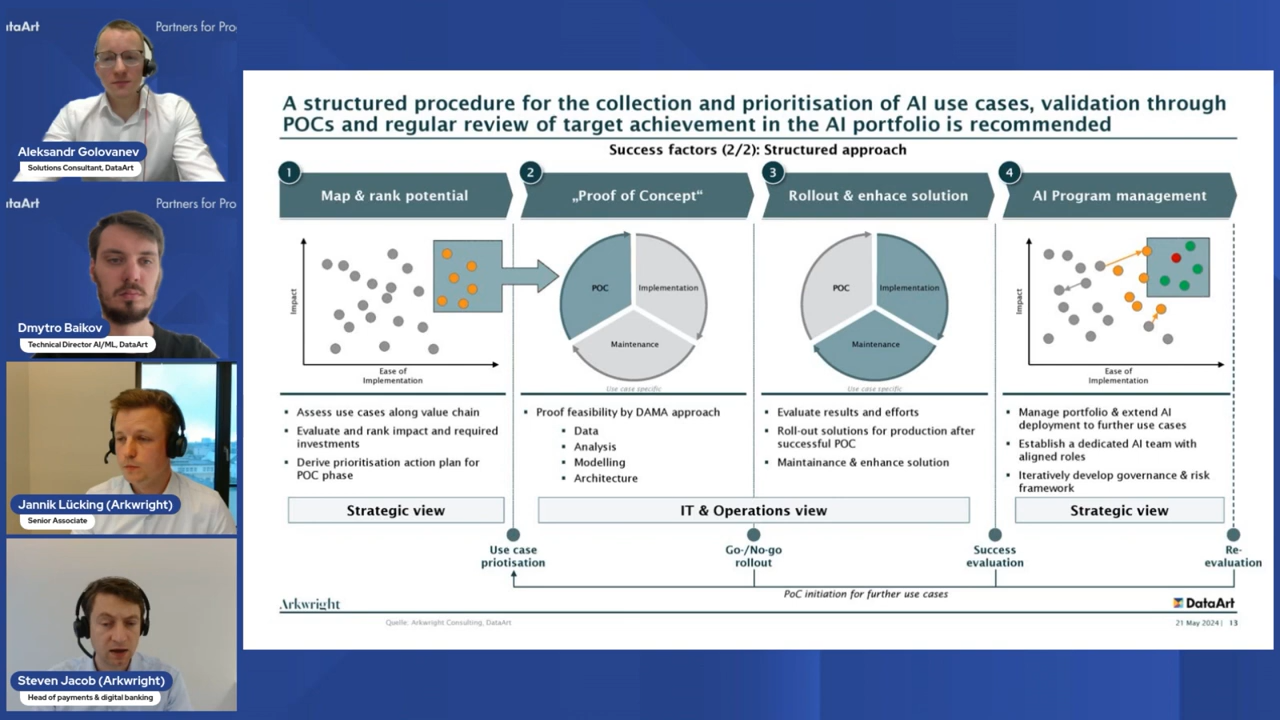 ıtaArt
Partners for Pro
Aleksandr Golovanev
Solutions Consultant, DataArt
ıtaArt
Partners for Pro
Dmytro Baikov
Technical Director AI/ML, DataArt
Jannik Lücking (Arkwright)
Senior Associate
Steven Jacob (Arkwright)
Head of payments & digital banking
A structured procedure for the collection and prioritisation of AI use cases, validation through
POCs and regular review of target achievement in the AI portfolio is recommended
Success factors (2/2): Structured approach
1
Map & rank potential
Impact
Ease of
Implementation
▪ Assess use cases along value chain
▪ Evaluate and rank impact and required
investments
▪ Derive prioritisation action plan for
POC phase
Strategic view
2
„Proof of Concept“
POC
Implementation
Maintenance
Use case specific
▪ Proof feasibility by DAMA approach
▪ Data
▪ Analysis
▪ Modelling
▪ Architecture
3
Rollout & enhace solution
POC
Implementation
Maintenance
Use case specific
▪ Evaluate results and efforts
▪ Roll-out solutions for production after
successful POC
▪ Maintainance & enhance solution
IT & Operations view
4
AI Program management
Impact
Ease of
Implementation
▪ Manage portfolio & extend AI
deployment to further use cases
▪ Establish a dedicated AI team with
aligned roles
▪ Iteratively develop governance & risk
framework
Strategic view
Use case
priotisation
Go-/No-go
rollout
Success
evaluation
Re-
evaluation
PoC initiation for further use cases
Arkwright
DataArt
Quelle: Arkwright Consulting, DataArt
21 May 2024 | 13